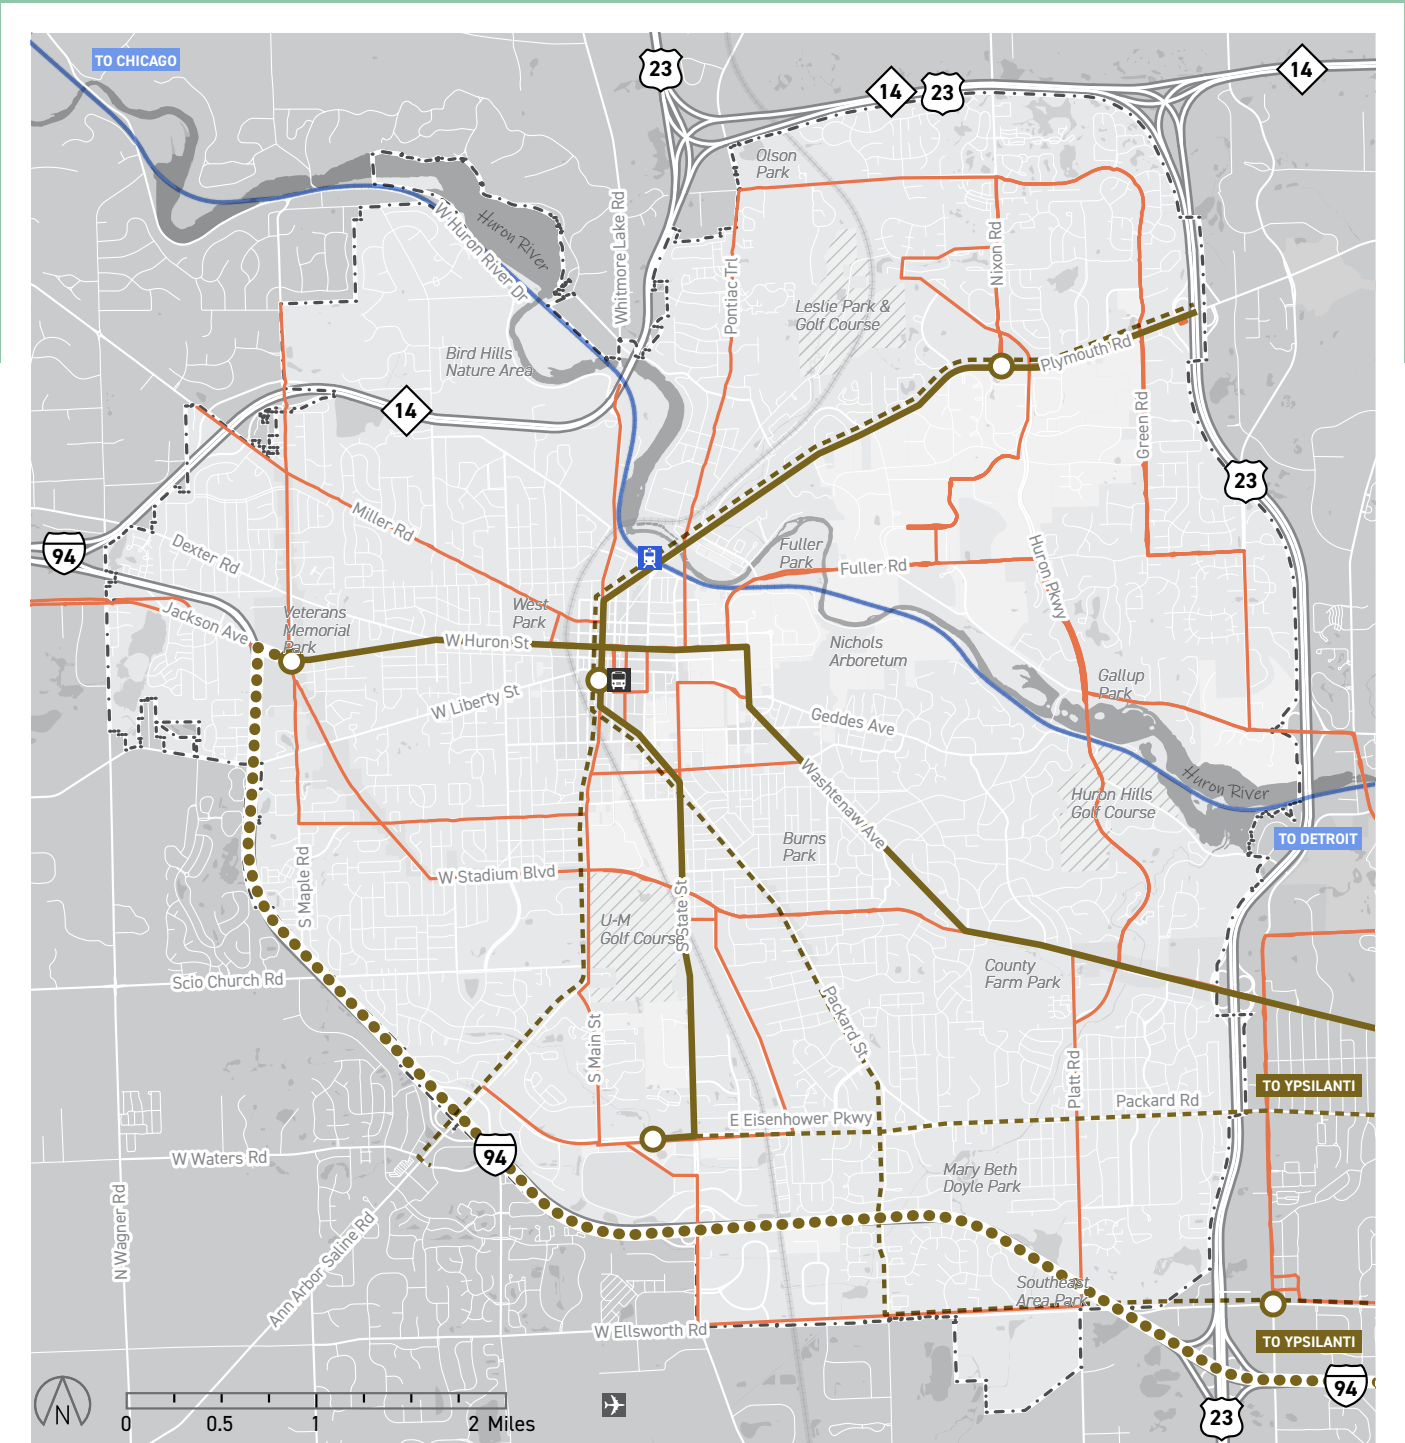 TO CHICAGO
23
14
23
14
Olson
Park
Huron River
W Huron River Dr
Whitmore Lake Rd
Pontiac Trl
Nixon Rd
Leslie Park &
Golf Course
Bird Hills
Nature Area
Plymouth Rd
14
Green Rd
23
Miller Rd
94
Dexter Rd
Fuller
Park
Fuller Rd
Huron Pkwy
Jackson Ave
Veterans
Memorial
Park
West
Park
W Huron St
Nichols
Arboretum
Gallup
Park
W Liberty St
Geddes Ave
Huron River
Washtenaw Ave
Huron Hills
Golf Course
TO DETROIT
Burns
Park
S Maple Rd
W Stadium Blvd
S State St
U-M
Golf Course
Scio Church Rd
County
Farm Park
Packard St
S Main St
Platt Rd
TO YPSILANTI
Packard Rd
E Eisenhower Pkwy
W Waters Rd
94
Mary Beth
Doyle Park
N Wagner Rd
Ann Arbor Saline Rd
Southeast
Area Park
W Ellsworth Rd
TO YPSILANTI
94
N
0 0.5 1 2 Miles
23